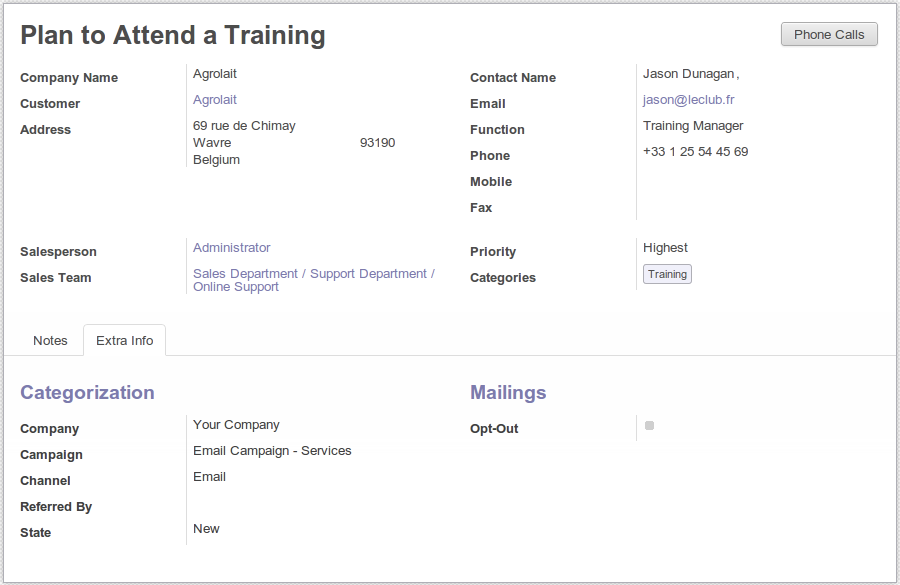 Plan to Attend a Training
Phone Calls
Company Name Agrolait
Customer Agrolait
Address 69 rue de Chimay
Wavre 93190
Belgium
Contact Name Jason Dunagan ,
Email jason@leclub.fr
Function Training Manager
Phone +33 1 25 54 45 69
Mobile
Fax
Salesperson Administrator
Sales Team Sales Department / Support Department /
Online Support
Priority Highest
Categories Training
Notes Extra Info
Categorization
Company Your Company
Campaign Email Campaign - Services
Channel Email
Referred By
State New
Mailings
Opt-Out